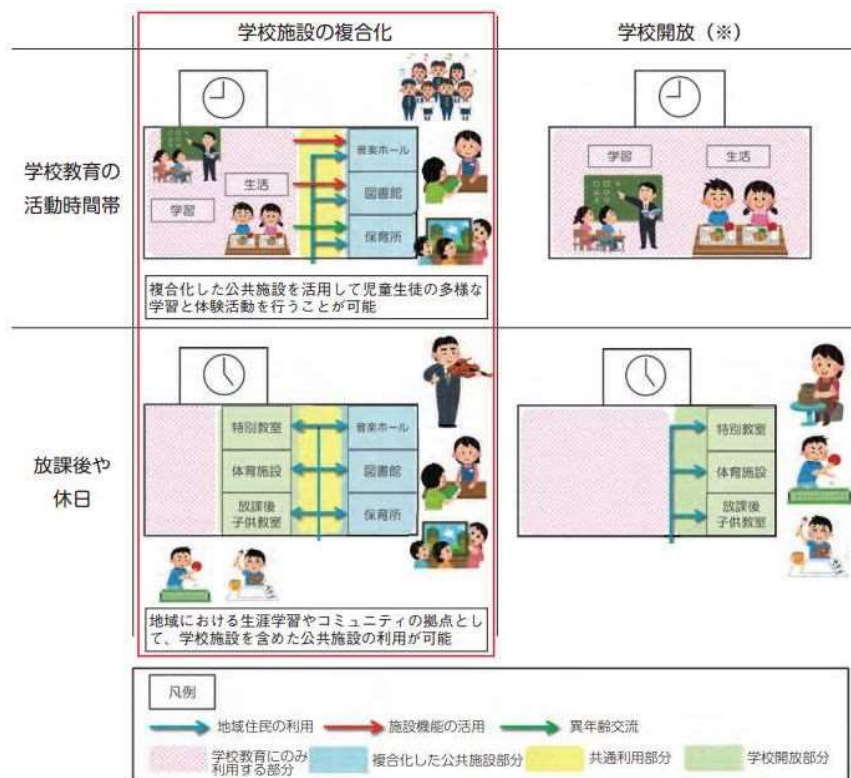 学校施設の複合化
学校開放（※）
学校教育の
活動時間帯
学習
生活
音楽ホール
図書館
保育所
複合化した公共施設を活用して児童生徒の多様な
学習と体験活動を行うことが可能
学習
生活
放課後や
休日
特別教室
体育施設
放課後
子供教室
音楽ホール
図書館
保育所
地域における生涯学習やコミュニティの拠点とし
て、学校施設を含めた公共施設の利用が可能
特別教室
体育施設
放課後
子供教室
凡例
地域住民の利用
施設機能の活用
異年齢交流
学校教育にのみ
利用する部分
複合化した公共施設部分
共通利用部分
学校開放部分